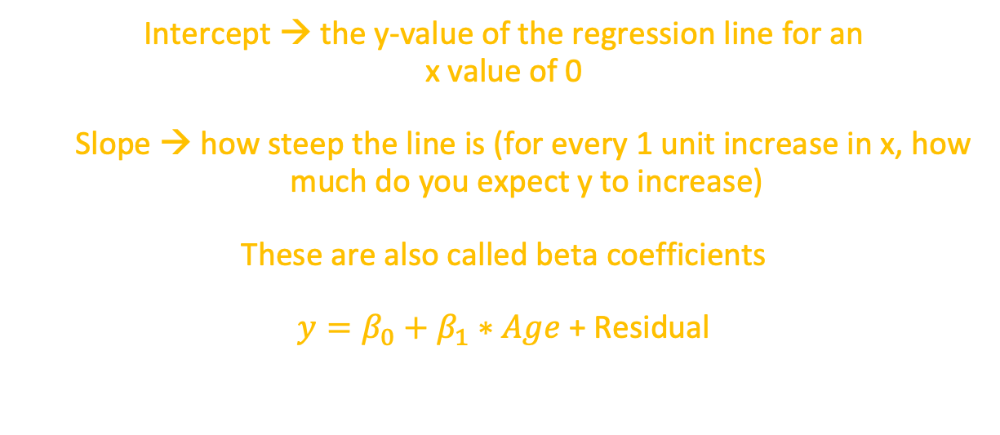 Intercept → the y-value of the regression line for an
x value of 0
Slope → how steep the line is (for every 1 unit increase in x, how
much do you expect y to increase)
These are also called beta coefficients
y = β₀ + β₁ * Age + Residual